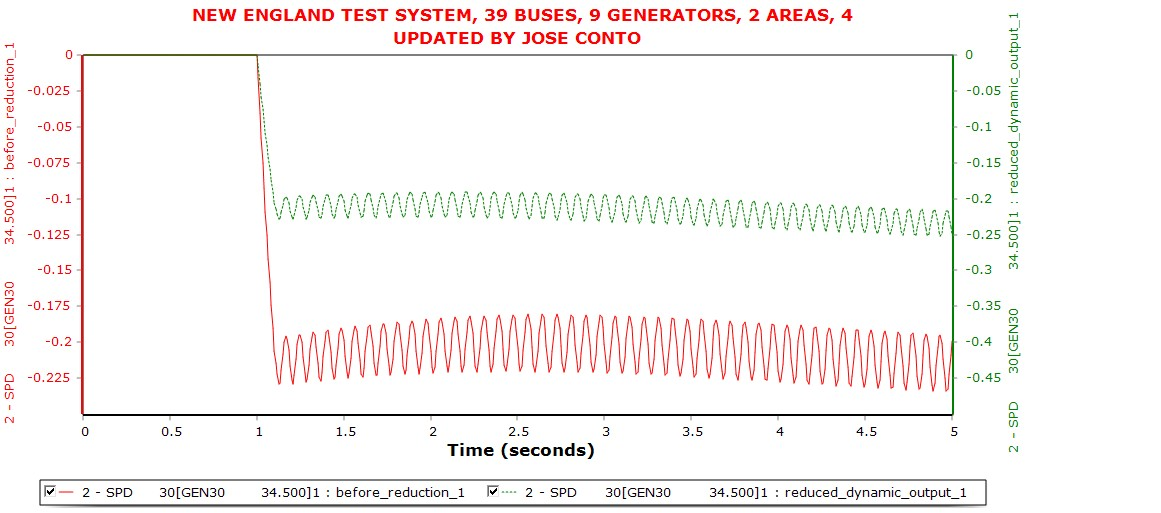 NEW ENGLAND TEST SYSTEM, 39 BUSES, 9 GENERATORS, 2 AREAS, 4
UPDATED BY JOSE CONTO
2 - SPD 30[GEN30 34.500]1 : before_reduction_1
0
-0.025
-0.05
-0.075
-0.1
-0.125
-0.15
-0.175
-0.2
-0.225
0
-0.05
-0.1
-0.15
-0.2
-0.25
-0.3
-0.35
-0.4
-0.45
2 - SPD 30[GEN30 34.500]1 : reduced_dynamic_output_1
0 0.5 1 1.5 2 2.5 3 3.5 4 4.5 5
Time (seconds)
2 - SPD 30[GEN30 34.500]1 : before_reduction_1 2 - SPD 30[GEN30 34.500]1 : reduced_dynamic_output_1